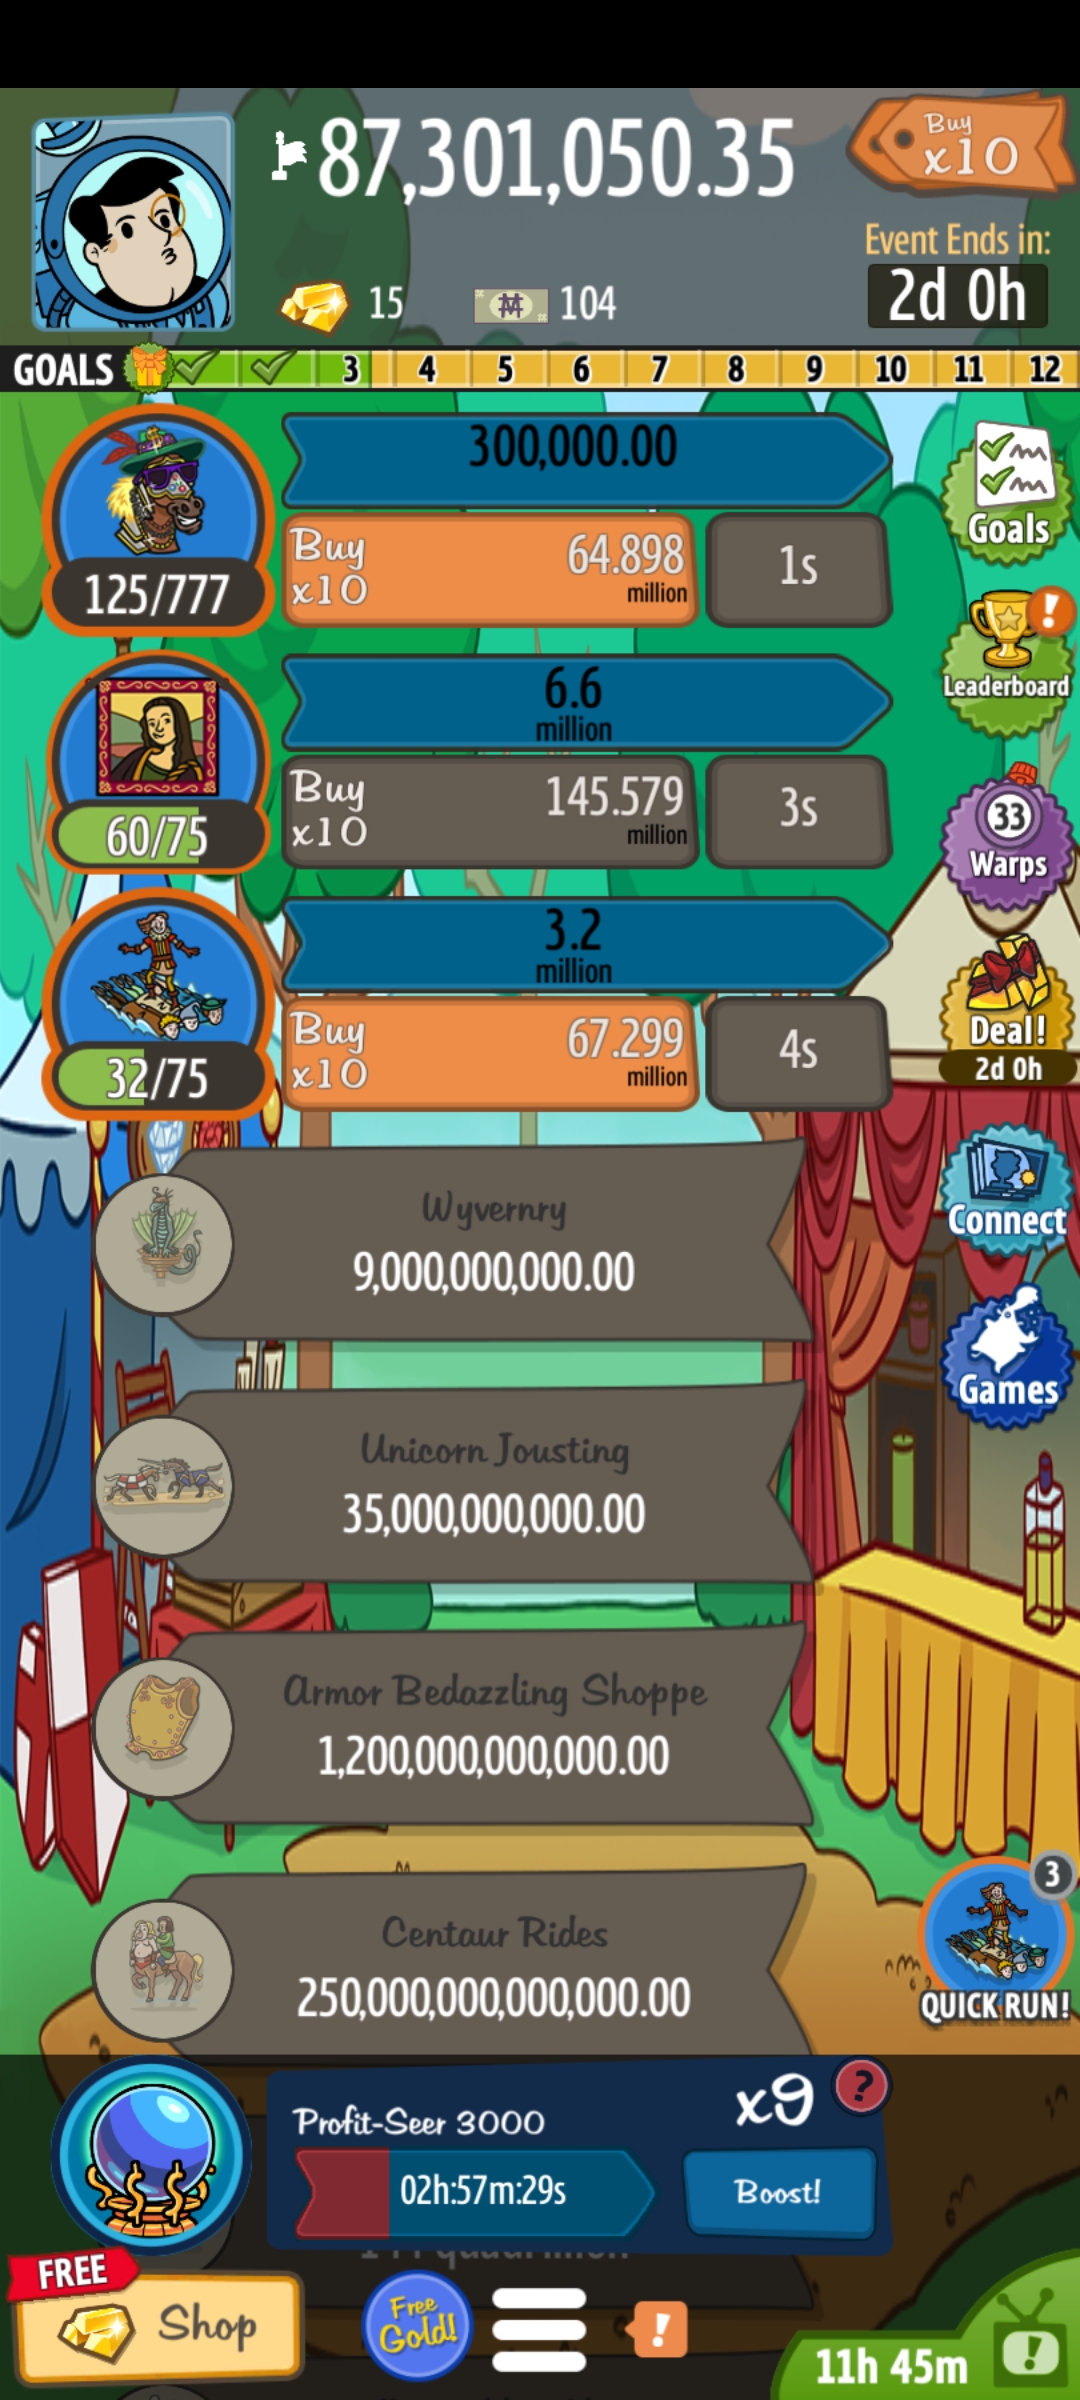 87,301,050.35
Buy
x10
Event Ends in:
2d 0h
15
104
GOALS 3 4 5 6 7 8 9 10 11 12
300,000.00
Buy
x10
64.898
million
1s
125/777
Goals
6.6
million
Leaderboard
Buy
x10
145.579
million
3s
60/75
33
Warps
3.2
million
Buy
x10
67.299
million
4s
32/75
Deal!
2d 0h
Wyvernry
9,000,000,000.00
Connect
Unicorn Jousting
35,000,000,000.00
Games
Armor Bedazzling Shoppe
1,200,000,000,000.00
3
Centaur Rides
250,000,000,000,000.00
QUICK RUN!
Profit-Seer 3000
x9
?
02h:57m:29s
Boost!
FREE
Shop
Free
Gold!
!
11h 45m